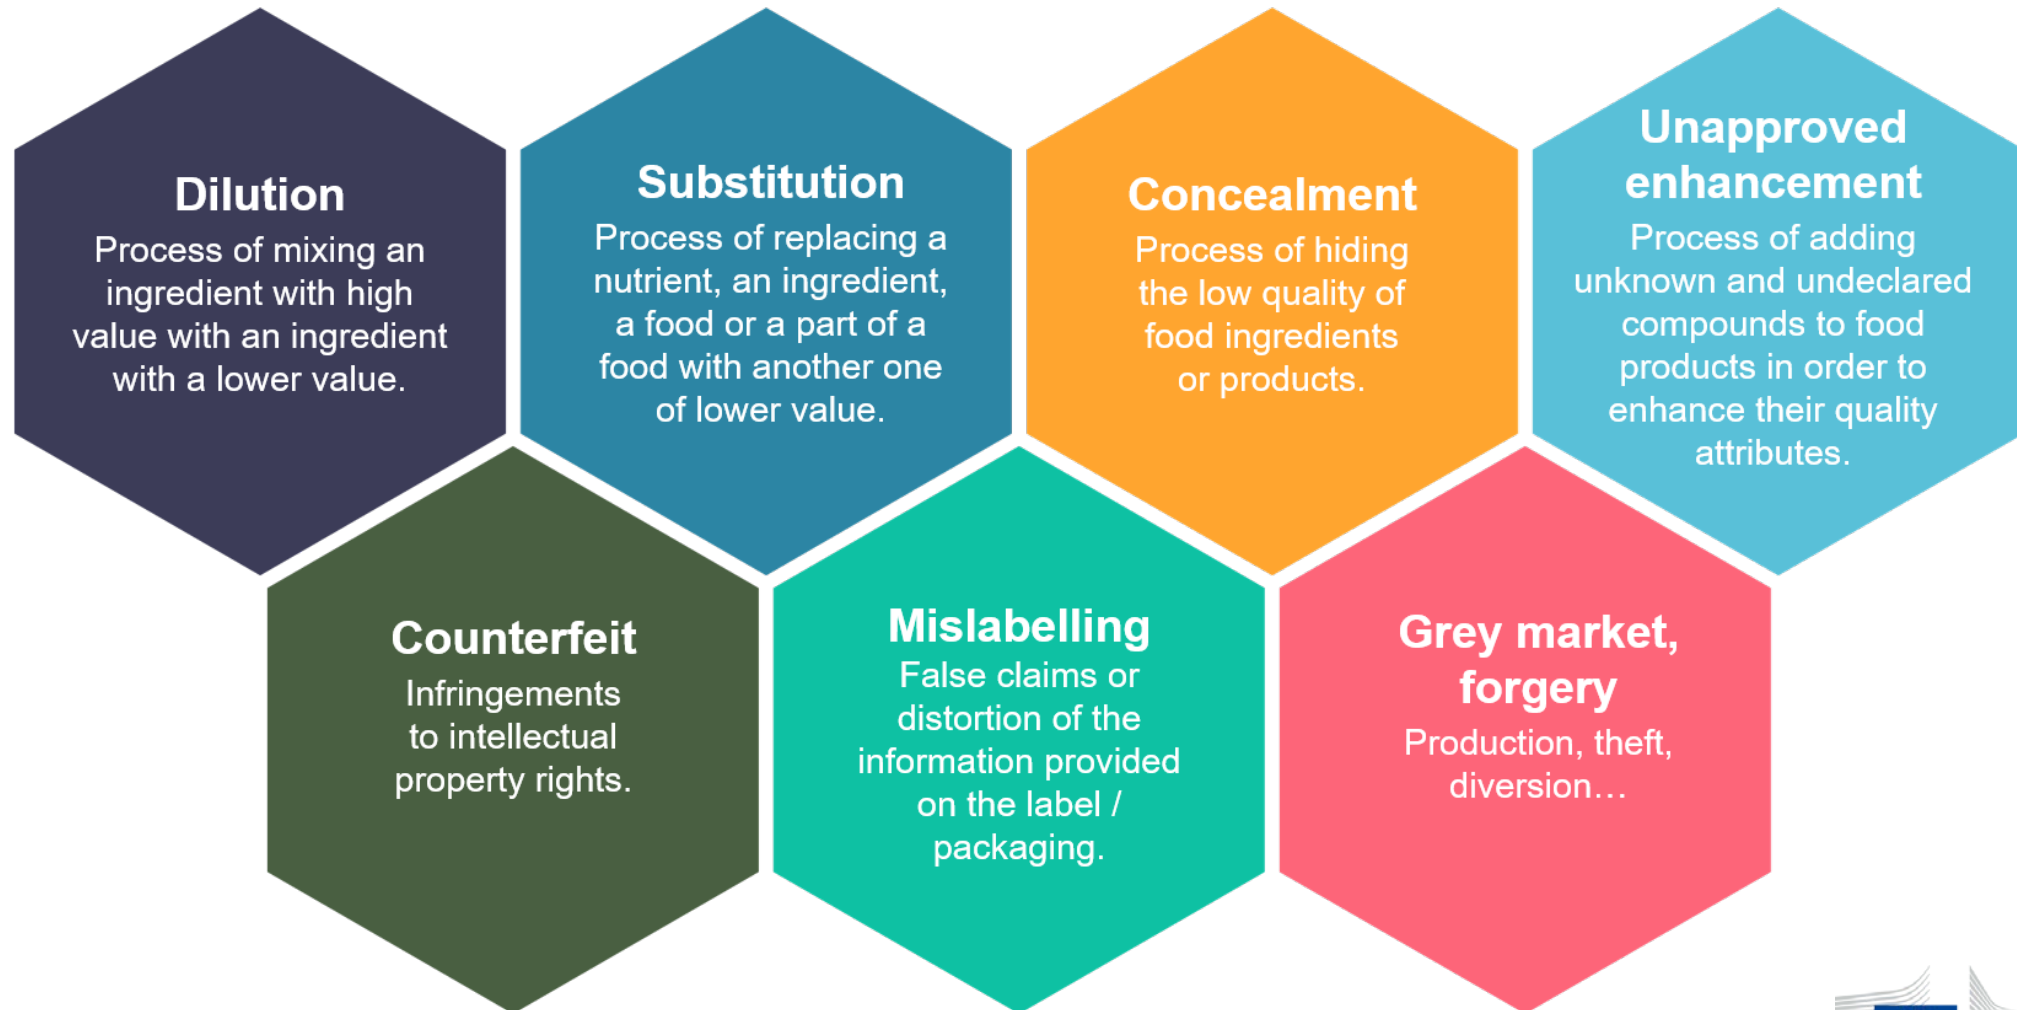 Dilution
Process of mixing an
ingredient with high
value with an ingredient
with a lower value.
Substitution
Process of replacing a
nutrient, an ingredient,
a food or a part of a
food with another one
of lower value.
Concealment
Process of hiding
the low quality of
food ingredients
or products.
Unapproved
enhancement
Process of adding
unknown and undeclared
compounds to food
products in order to
enhance their quality
attributes.
Counterfeit
Infringements
to intellectual
property rights.
Mislabelling
False claims or
distortion of the
information provided
on the label /
packaging.
Grey market,
forgery
Production, theft,
diversion...